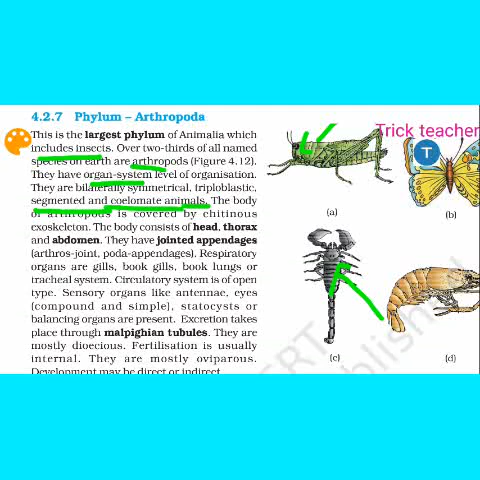 4.2.7 Phylum – Arthropoda
This is the largest phylum of Animalia which
includes insects. Over two-thirds of all named
species on earth are arthropods (Figure 4.12).
They have organ-system level of organisation.
They are bilaterally symmetrical, triploblastic,
segmented and coelomate animals. The body
of arthropods is covered by chitinous
exoskeleton. The body consists of head, thorax
and abdomen. They have jointed appendages
(arthros-joint, poda-appendages). Respiratory
organs are gills, book gills, book lungs or
tracheal system. Circulatory system is of open
type. Sensory organs like antennae, eyes
(compound and simple), statocysts or
balancing organs are present. Excretion takes
place through malpighian tubules. They are
mostly dioecious. Fertilisation is usually
internal. They are mostly oviparous.
Development may be direct or indirect.
Trick teacher
T
(a)
(b)
(c)
(d)